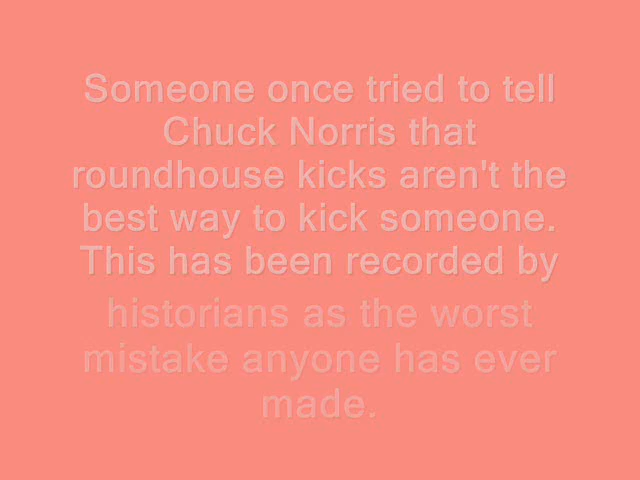 Someone once tried to tell
Chuck Norris that
roundhouse kicks aren't the
best way to kick someone.
This has been recorded by
historians as the worst
mistake anyone has ever
made.